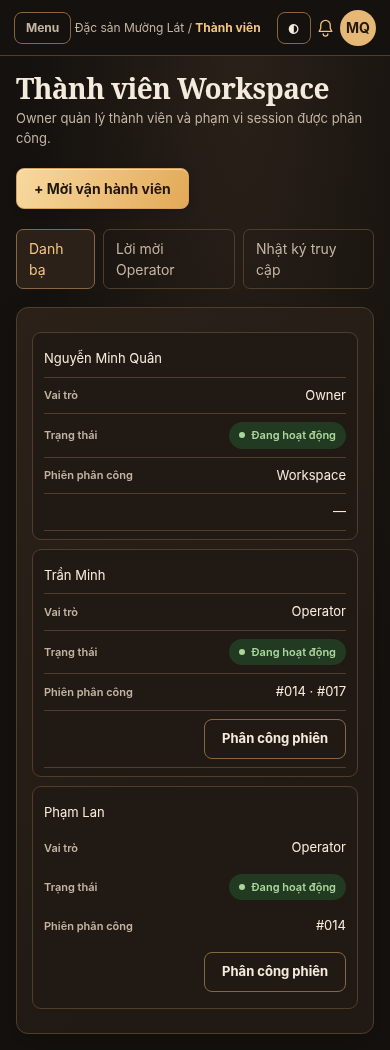 Menu Đặc sản Mường Lát / Thành viên MQ
Thành viên Workspace
Owner quản lý thành viên và phạm vi session được phân
công.
+ Mời vận hành viên
Danh
bạ
Lời mời
Operator
Nhật ký truy
cập
Nguyễn Minh Quân
Vai trò Owner
Trạng thái Đang hoạt động
Phiên phân công Workspace
—
Trần Minh
Vai trò Operator
Trạng thái Đang hoạt động
Phiên phân công #014 · #017
Phân công phiên
Phạm Lan
Vai trò Operator
Trạng thái Đang hoạt động
Phiên phân công #014
Phân công phiên